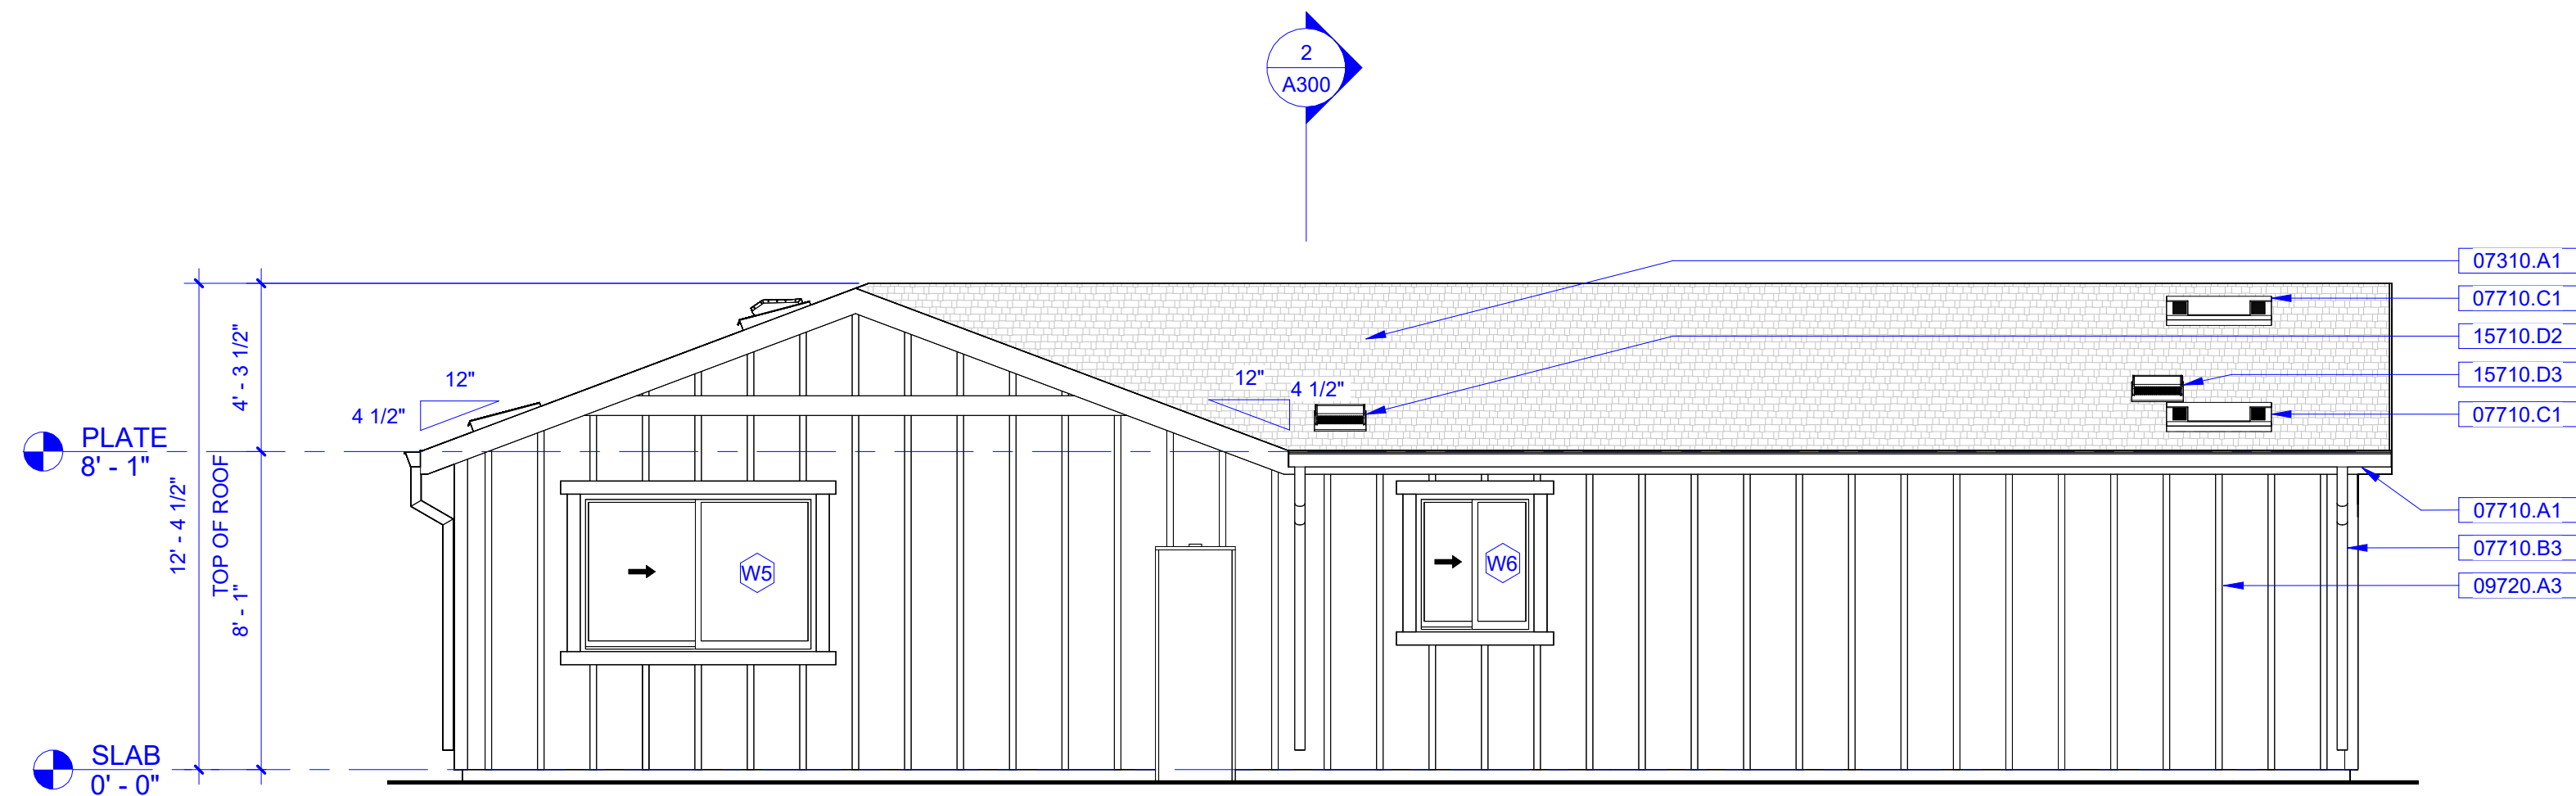 2
A300
07310.A1
07710.C1
15710.D2
15710.D3
07710.C1
07710.A1
07710.B3
09720.A3
12"
4 1/2"
12"
4 1/2"
4' - 3 1/2"
12' - 4 1/2"
TOP OF ROOF
8' - 1"
PLATE
8' - 1"
SLAB
0' - 0"
W5
W6